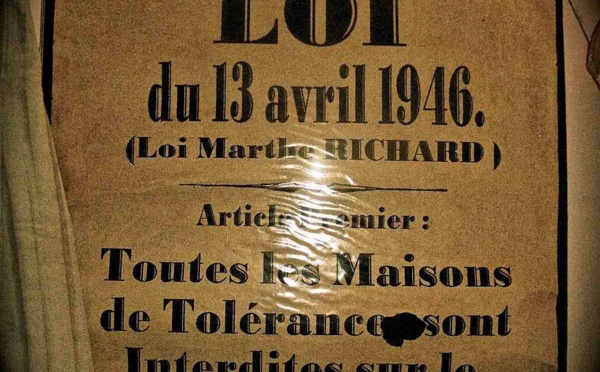 LOI
du 13 avril 1946.
(Loi Marthe RICHARD)
Article Premier :
Toutes les Maisons
de Tolérance sont
Interdites sur le